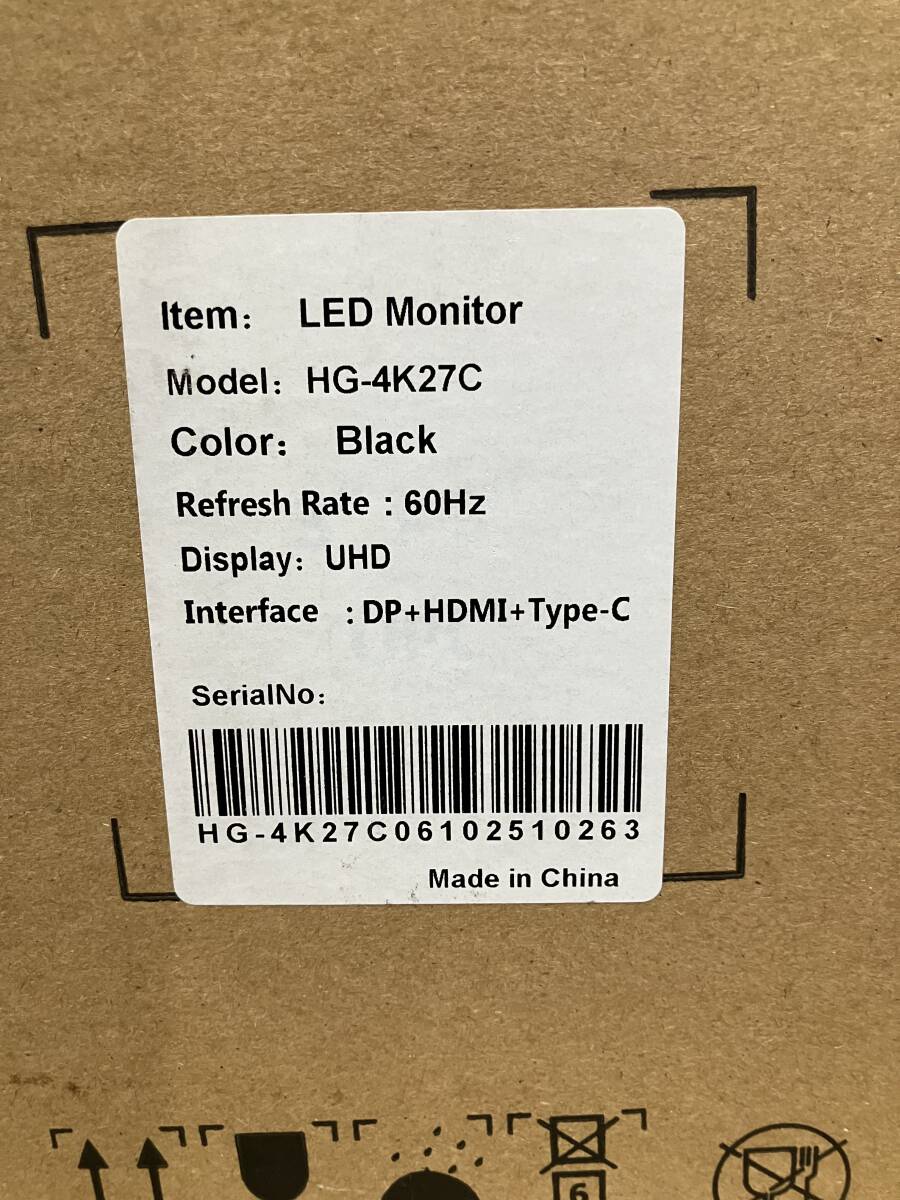 Item： LED Monitor
Model：HG-4K27C
Color： Black
Refresh Rate : 60Hz
Display：UHD
Interface : DP+HDMI+Type-C
SerialNo：
HG-4K27C06102510263
Made in China
6